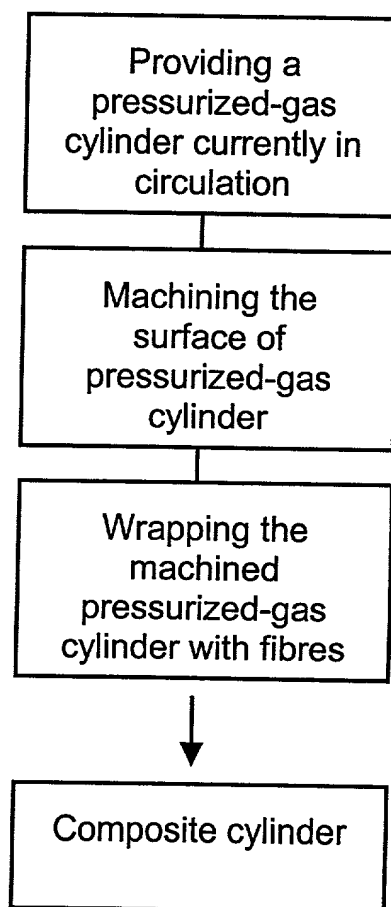 Providing a
pressurized-gas
cylinder currently in
circulation
Machining the
surface of
pressurized-gas
cylinder
Wrapping the
machined
pressurized-gas
cylinder with fibres
Composite cylinder